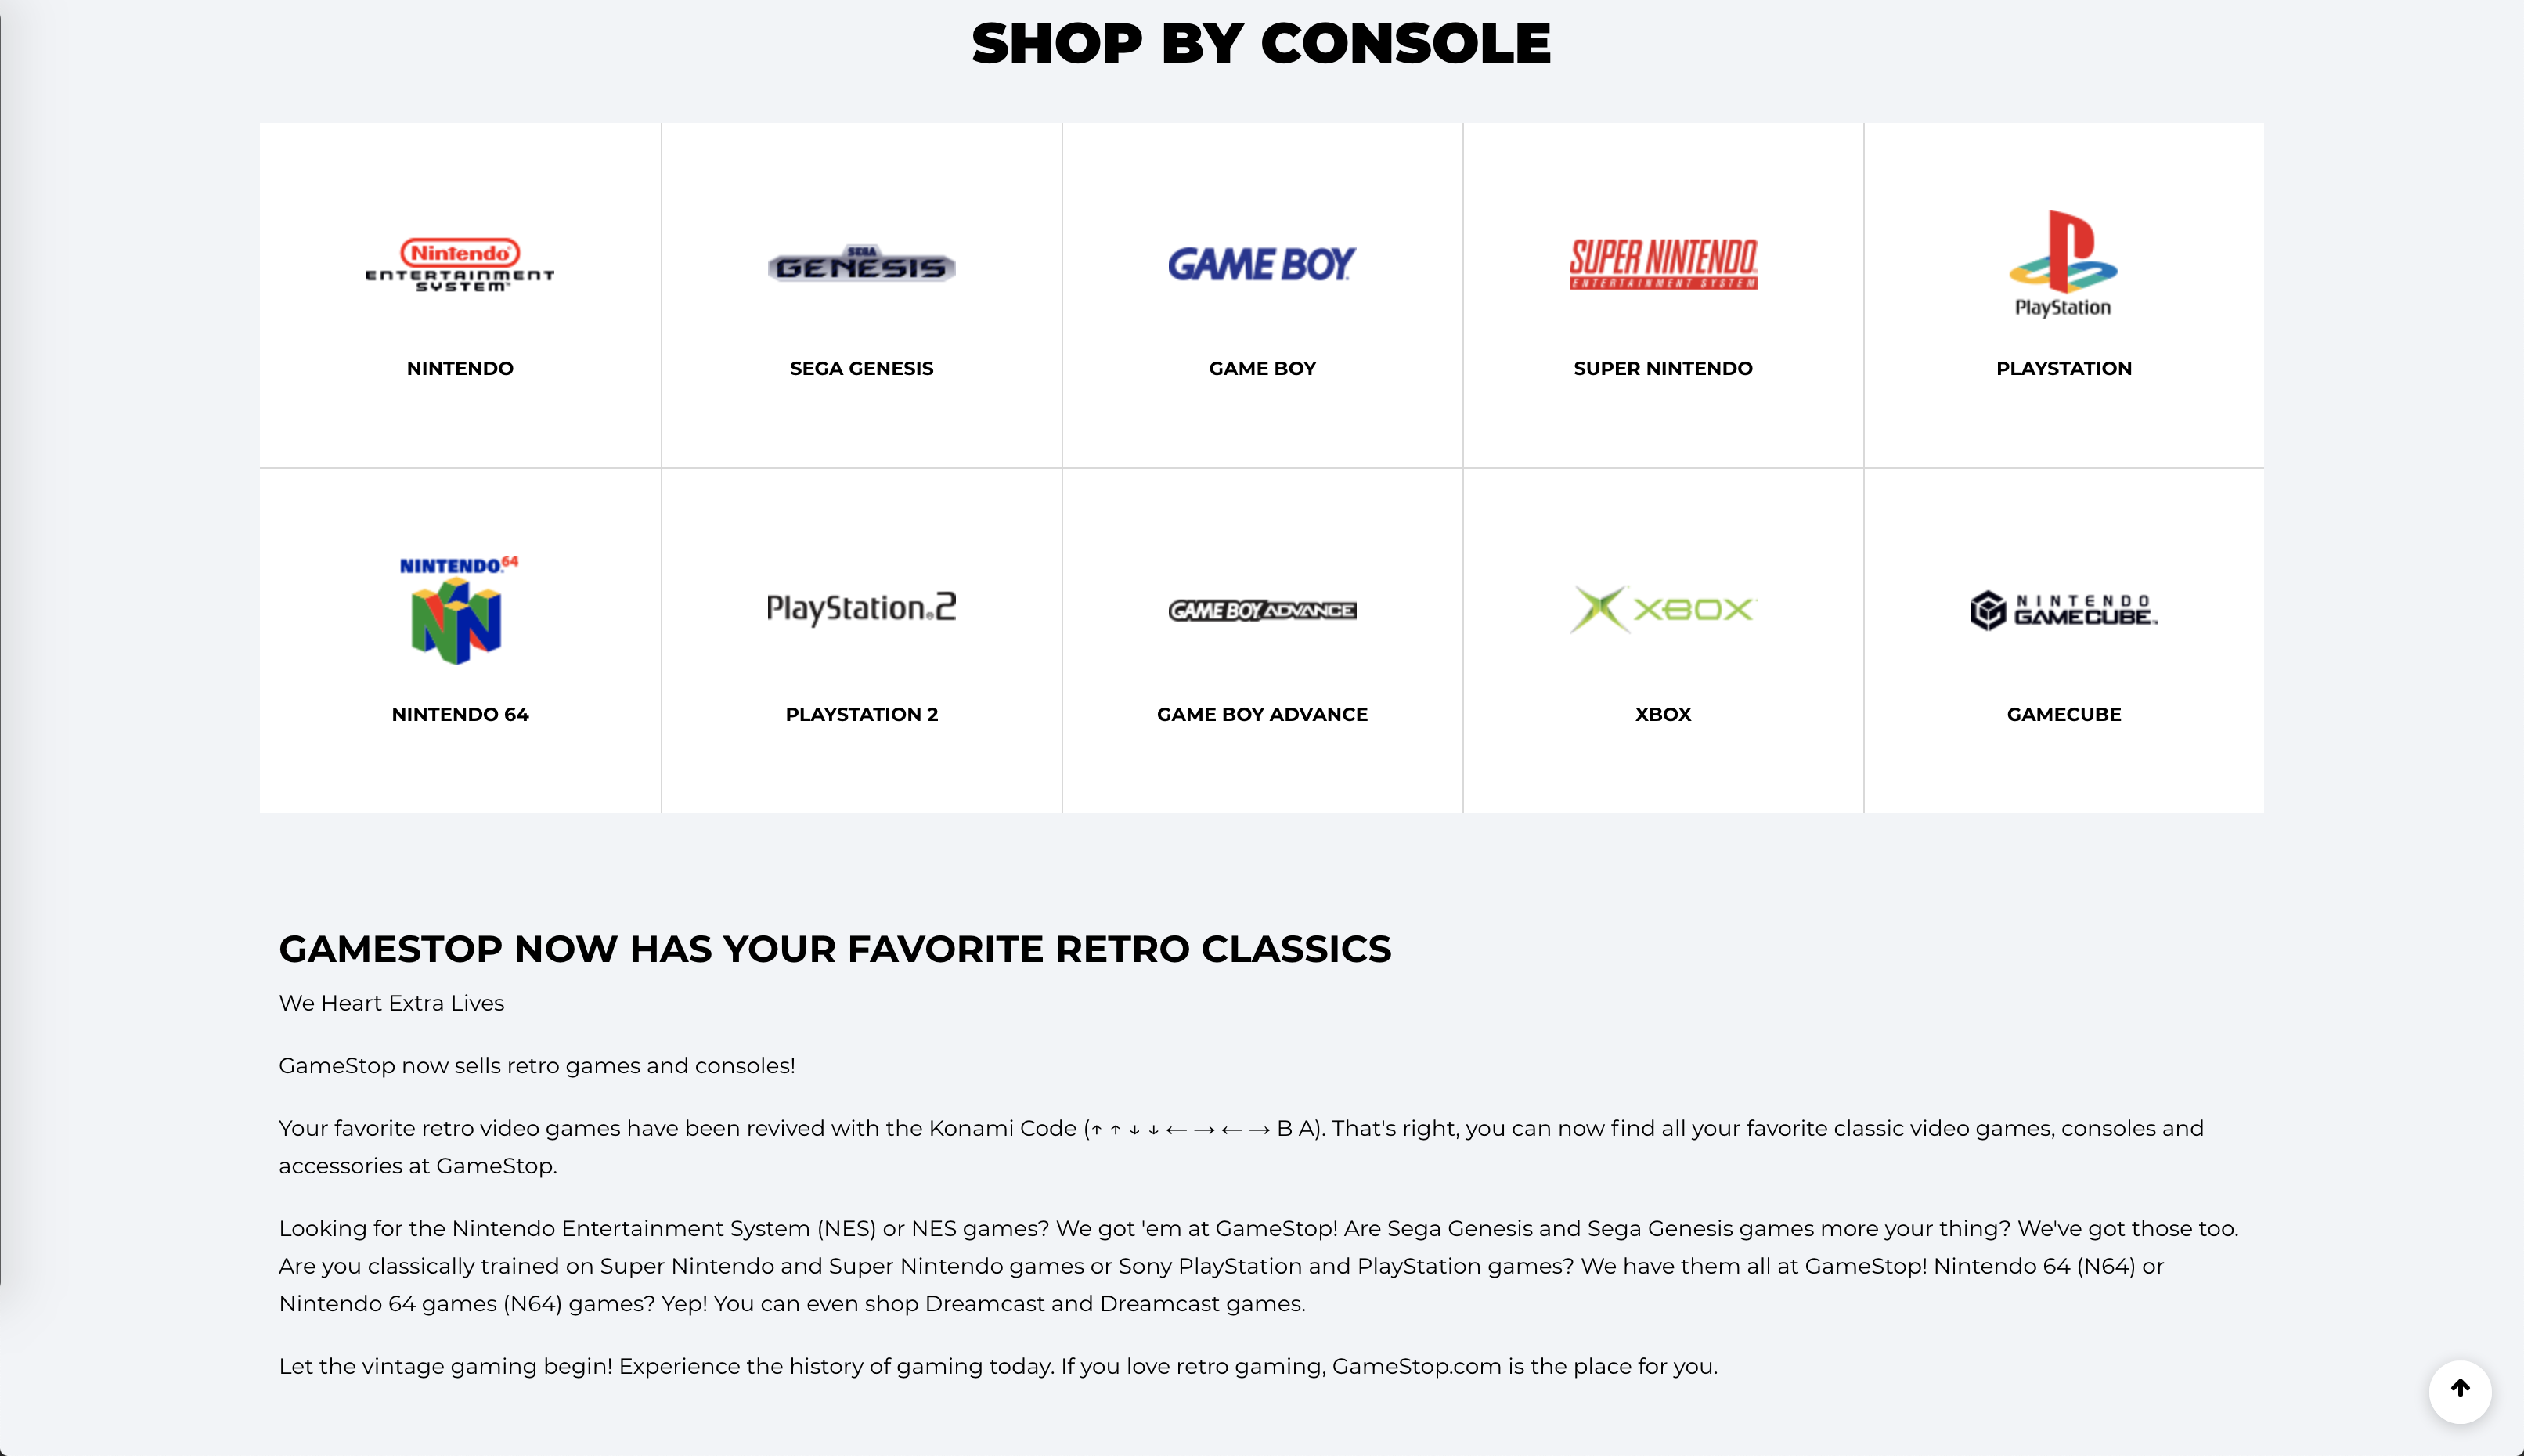 SHOP BY CONSOLE
Nintendo
ENTERTAINMENT
SYSTEM™
NINTENDO
SEGA
GENESIS
SEGA GENESIS
GAME BOY
GAME BOY
SUPER NINTENDO
ENTERTAINMENT SYSTEM
SUPER NINTENDO
PlayStation
PLAYSTATION
NINTENDO 64
NINTENDO 64
PlayStation®2
PLAYSTATION 2
GAME BOY ADVANCE
GAME BOY ADVANCE
XBOX
XBOX
NINTENDO
GAMECUBE™
GAMECUBE
GAMESTOP NOW HAS YOUR FAVORITE RETRO CLASSICS
We Heart Extra Lives
GameStop now sells retro games and consoles!
Your favorite retro video games have been revived with the Konami Code (↑ ↑ ↓ ↓ ← → ← → B A). That's right, you can now find all your favorite classic video games, consoles and
accessories at GameStop.
Looking for the Nintendo Entertainment System (NES) or NES games? We got 'em at GameStop! Are Sega Genesis and Sega Genesis games more your thing? We've got those too.
Are you classically trained on Super Nintendo and Super Nintendo games or Sony PlayStation and PlayStation games? We have them all at GameStop! Nintendo 64 (N64) or
Nintendo 64 games (N64) games? Yep! You can even shop Dreamcast and Dreamcast games.
Let the vintage gaming begin! Experience the history of gaming today. If you love retro gaming, GameStop.com is the place for you.